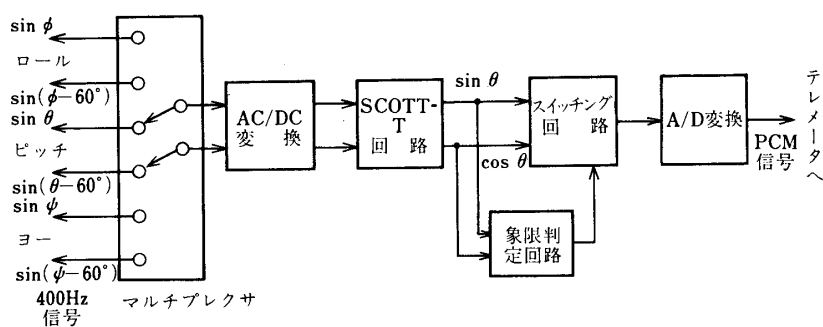 sin φ
ロール
sin(φ−60°)
sin θ
ピッチ
sin(θ−60°)
sin ψ
ヨー
sin(ψ−60°)
400Hz
信号
マルチプレクサ
AC/DC
変 換
SCOTT-
T
回 路
sin θ
cos θ
スイッチング
回 路
象限判
定回路
A/D変換
PCM
信号
テレメータへ